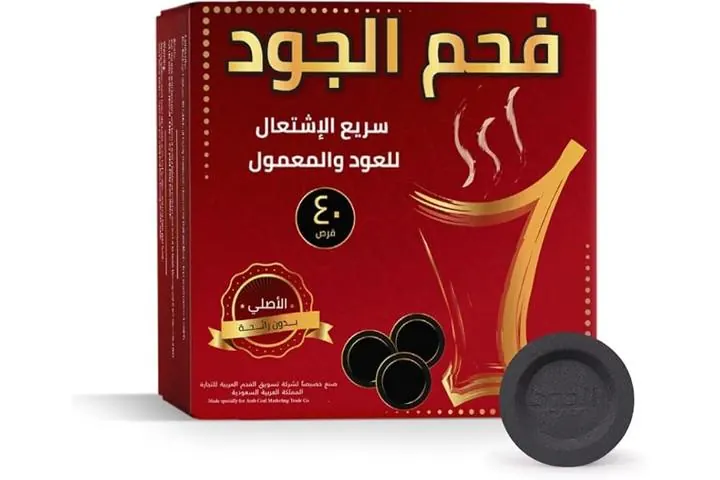 فحم الجود
سريع الإشتعال
للعود والمعمول
٤٠
قرص
الأصلي
بدون رائحة
صنع خصيصاً لشركة تسويق الفحم العربية للتجارة
المملكة العربية السعودية
Made specially for Arab Coal Marketing Trade Co